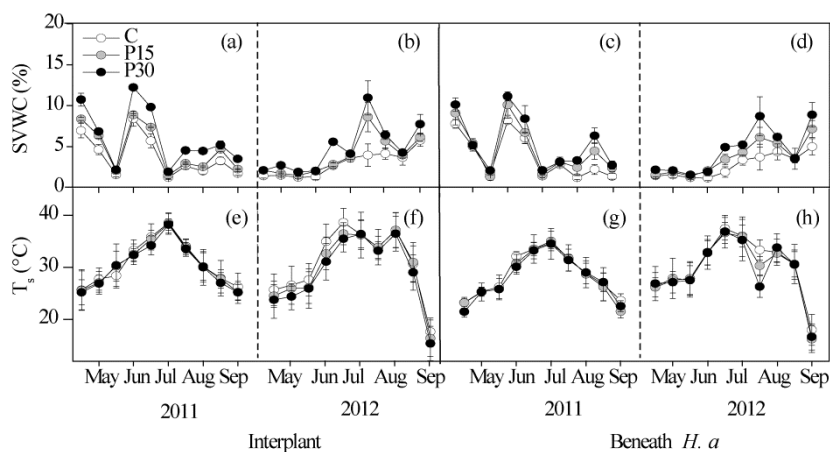 20
15
10
5
0
SVWC (%)
C
P15
P30
(a)
(b)
(c)
(d)
40
30
20
Ts (°C)
(e)
(f)
(g)
(h)
May Jun Jul Aug Sep May Jun Jul Aug Sep May Jun Jul Aug Sep May Jun Jul Aug Sep
2011 2012 2011 2012
Interplant Beneath H. a